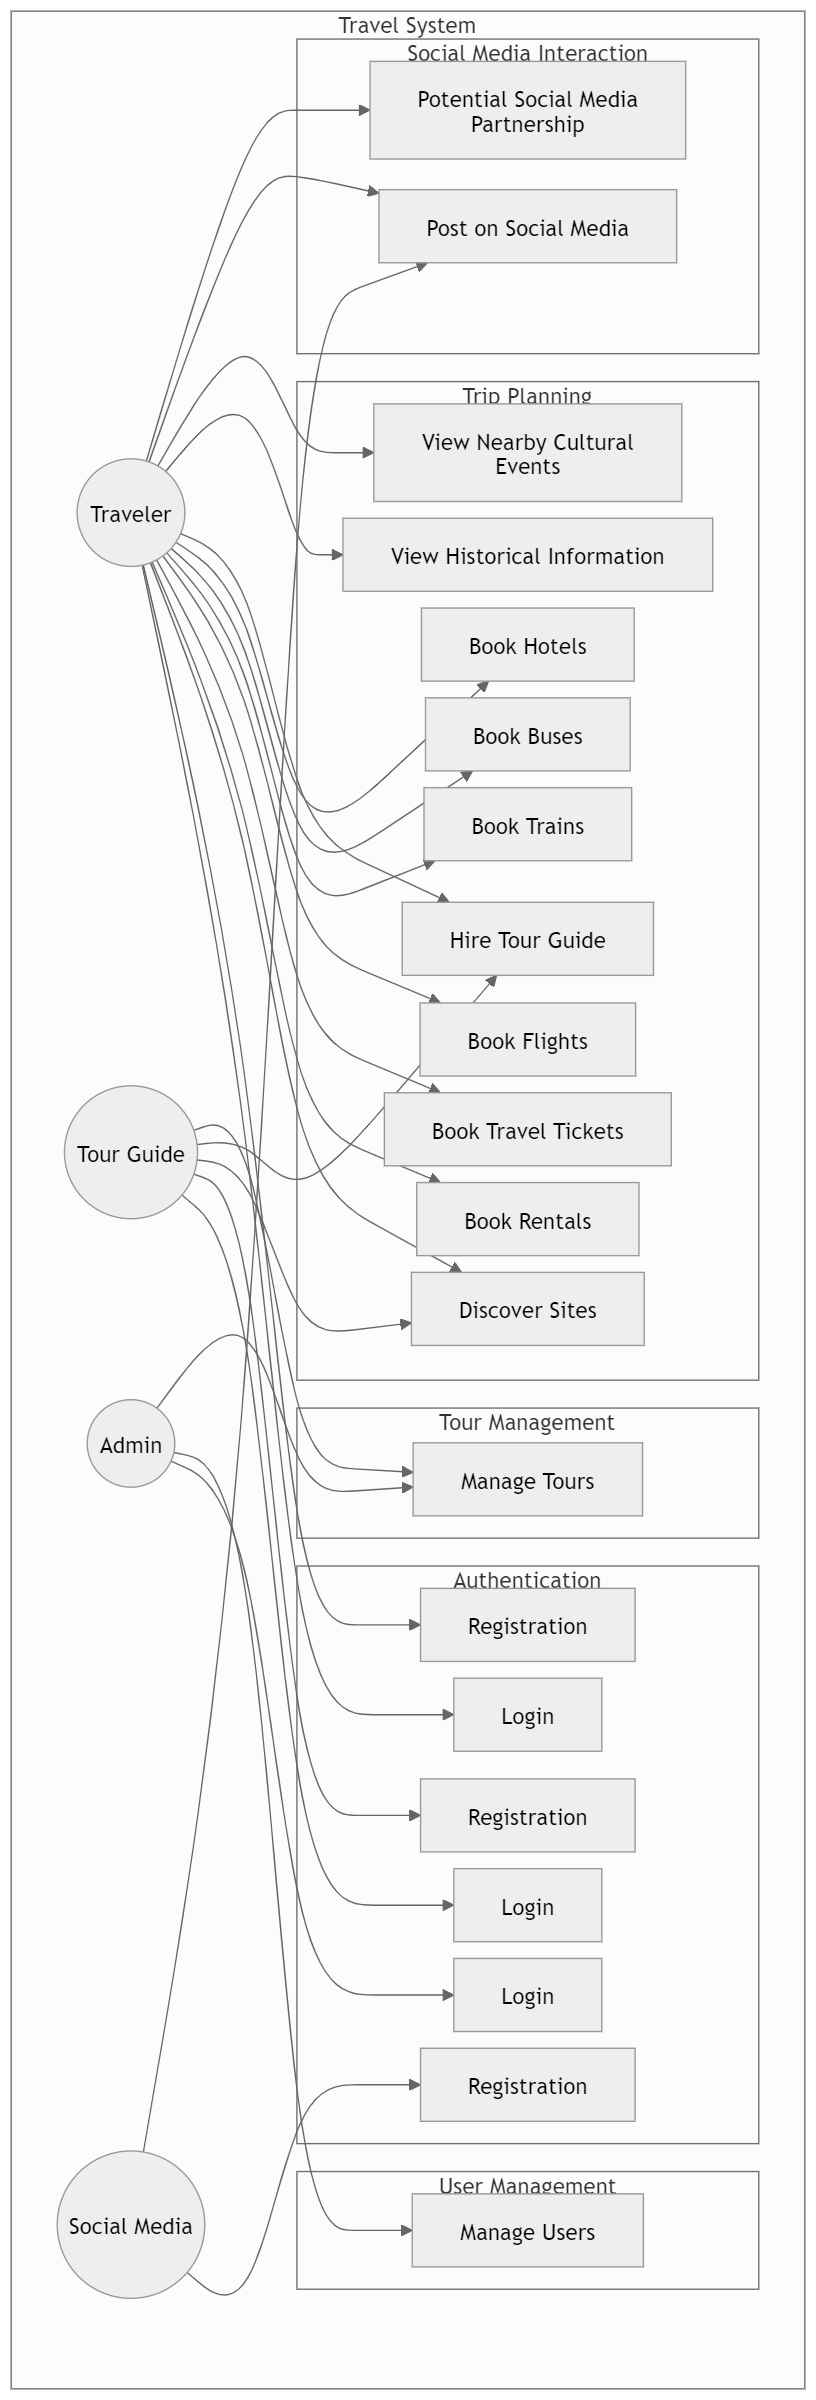 Travel System
Social Media Interaction
Potential Social Media
Partnership
Post on Social Media
Trip Planning
View Nearby Cultural
Events
Traveler
View Historical Information
Book Hotels
Book Buses
Book Trains
Hire Tour Guide
Book Flights
Book Travel Tickets
Tour Guide
Book Rentals
Discover Sites
Tour Management
Admin
Manage Tours
Authentication
Registration
Login
Registration
Login
Login
Registration
User Management
Social Media
Manage Users